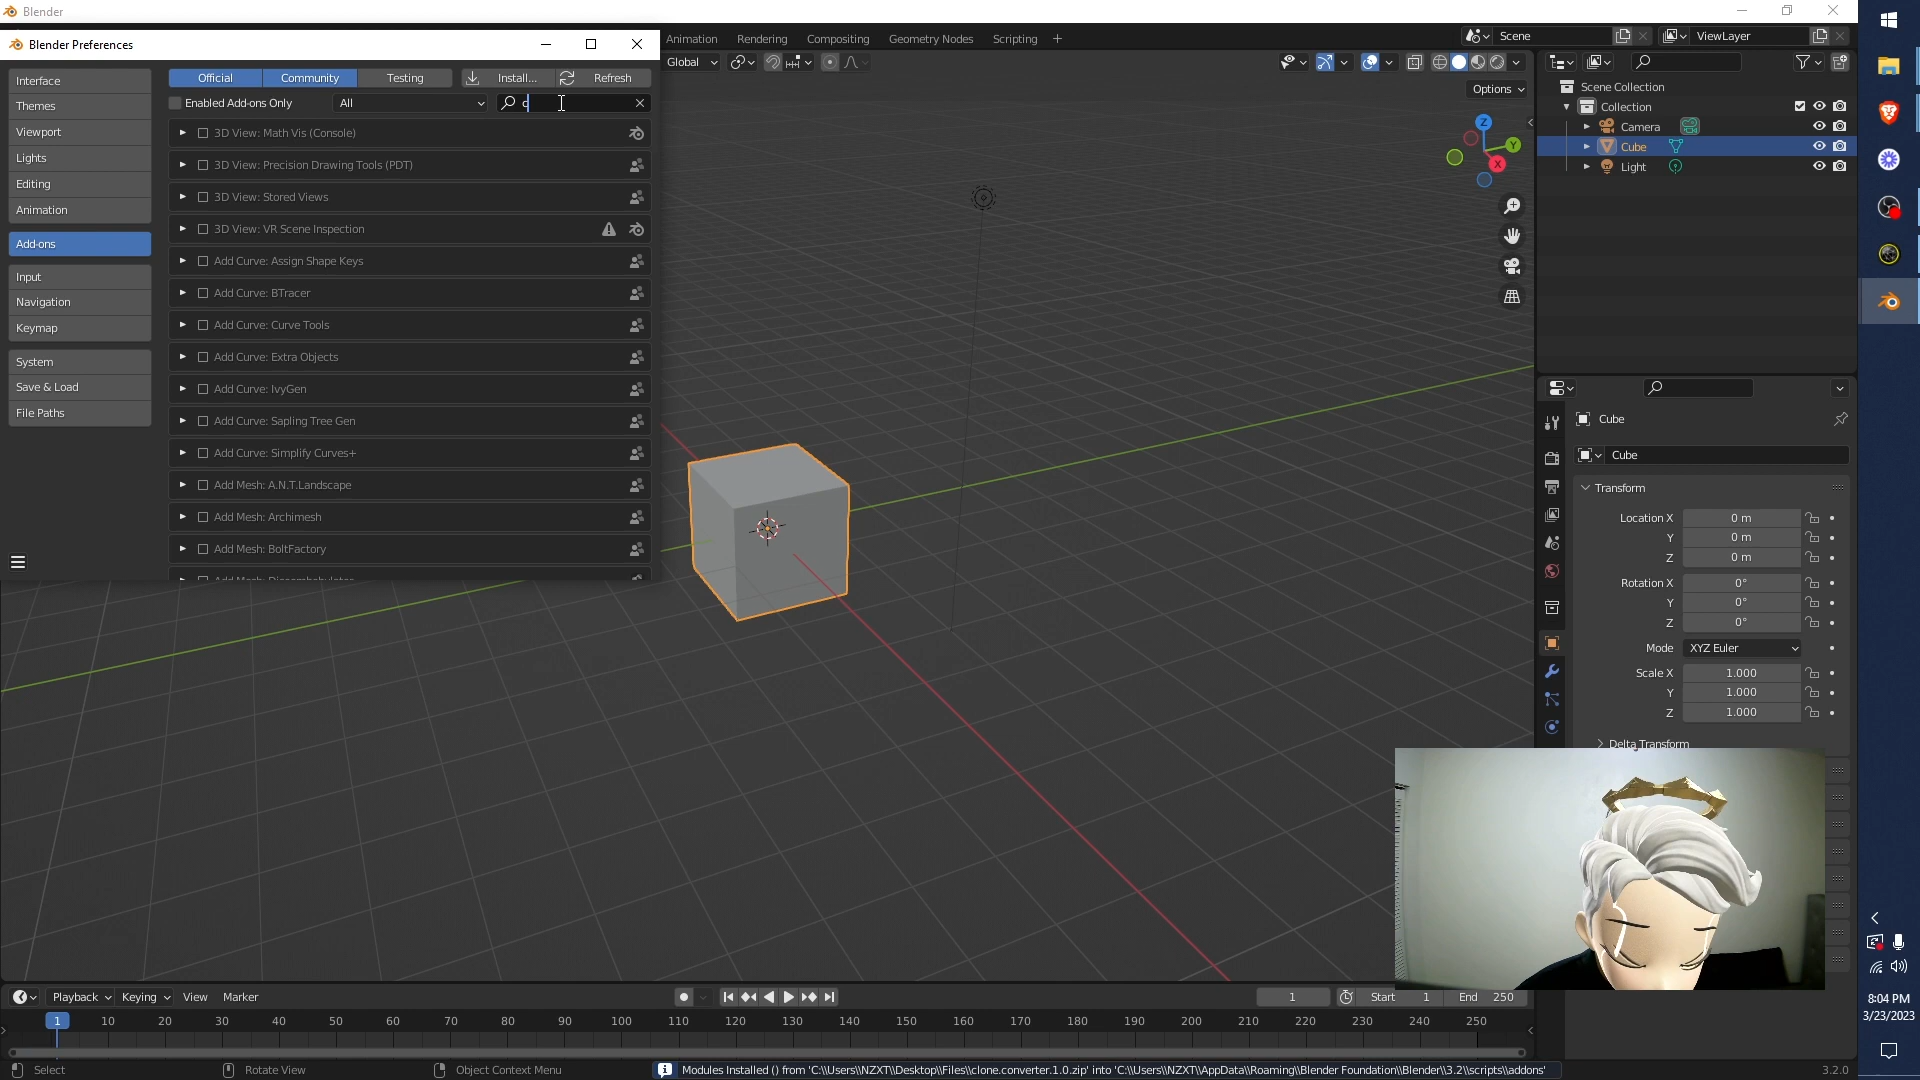 Blender
Blender Preferences
Animation
Rendering
Compositing
Geometry Nodes
Scripting
Scene
ViewLayer
Interface
Themes
Viewport
Lights
Editing
Animation
Add-ons
Input
Navigation
Keymap
System
Save & Load
File Paths
Official
Community
Testing
Install...
Refresh
Enabled Add-ons Only
All
c
3D View: Math Vis (Console)
3D View: Precision Drawing Tools (PDT)
3D View: Stored Views
3D View: VR Scene Inspection
Add Curve: Assign Shape Keys
Add Curve: BTracer
Add Curve: Curve Tools
Add Curve: Extra Objects
Add Curve: IvyGen
Add Curve: Sapling Tree Gen
Add Curve: Simplify Curves+
Add Mesh: A.N.T.Landscape
Add Mesh: Archimesh
Add Mesh: BoltFactory
Global
Options
Z
Y
X
Scene Collection
Collection
Camera
Cube
Light
Cube
Cube
Transform
Location X 0 m
Y 0 m
Z 0 m
Rotation X 0°
Y 0°
Z 0°
Mode XYZ Euler
Scale X 1.000
Y 1.000
Z 1.000
Delta Transform
Playback
Keying
View
Marker
1
Start 1
End 250
1 10 20 30 40 50 60 70 80 90 100 110 120 130 140 150 160 170 180 190 200 210 220 230 240 250
Select
Rotate View
Object Context Menu
Modules Installed () from 'C:\\Users\\NZXT\\Desktop\\Files\\clone.converter.1.0.zip' into 'C:\\Users\\NZXT\\AppData\\Roaming\\Blender Foundation\\Blender\\3.2\\scripts\\addons'
3.2.0
8:04 PM
3/23/2023